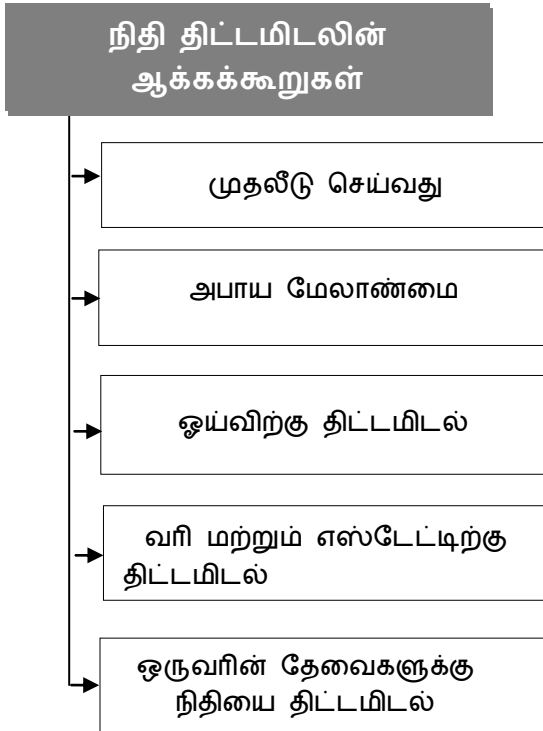 நிதி திட்டமிடலின்
ஆக்கக்கூறுகள்
முதலீடு செய்வது
அபாய மேலாண்மை
ஓய்விற்கு திட்டமிடல்
வரி மற்றும் எஸ்டேட்டிற்கு
திட்டமிடல்
ஒருவரின் தேவைகளுக்கு
நிதியை திட்டமிடல்